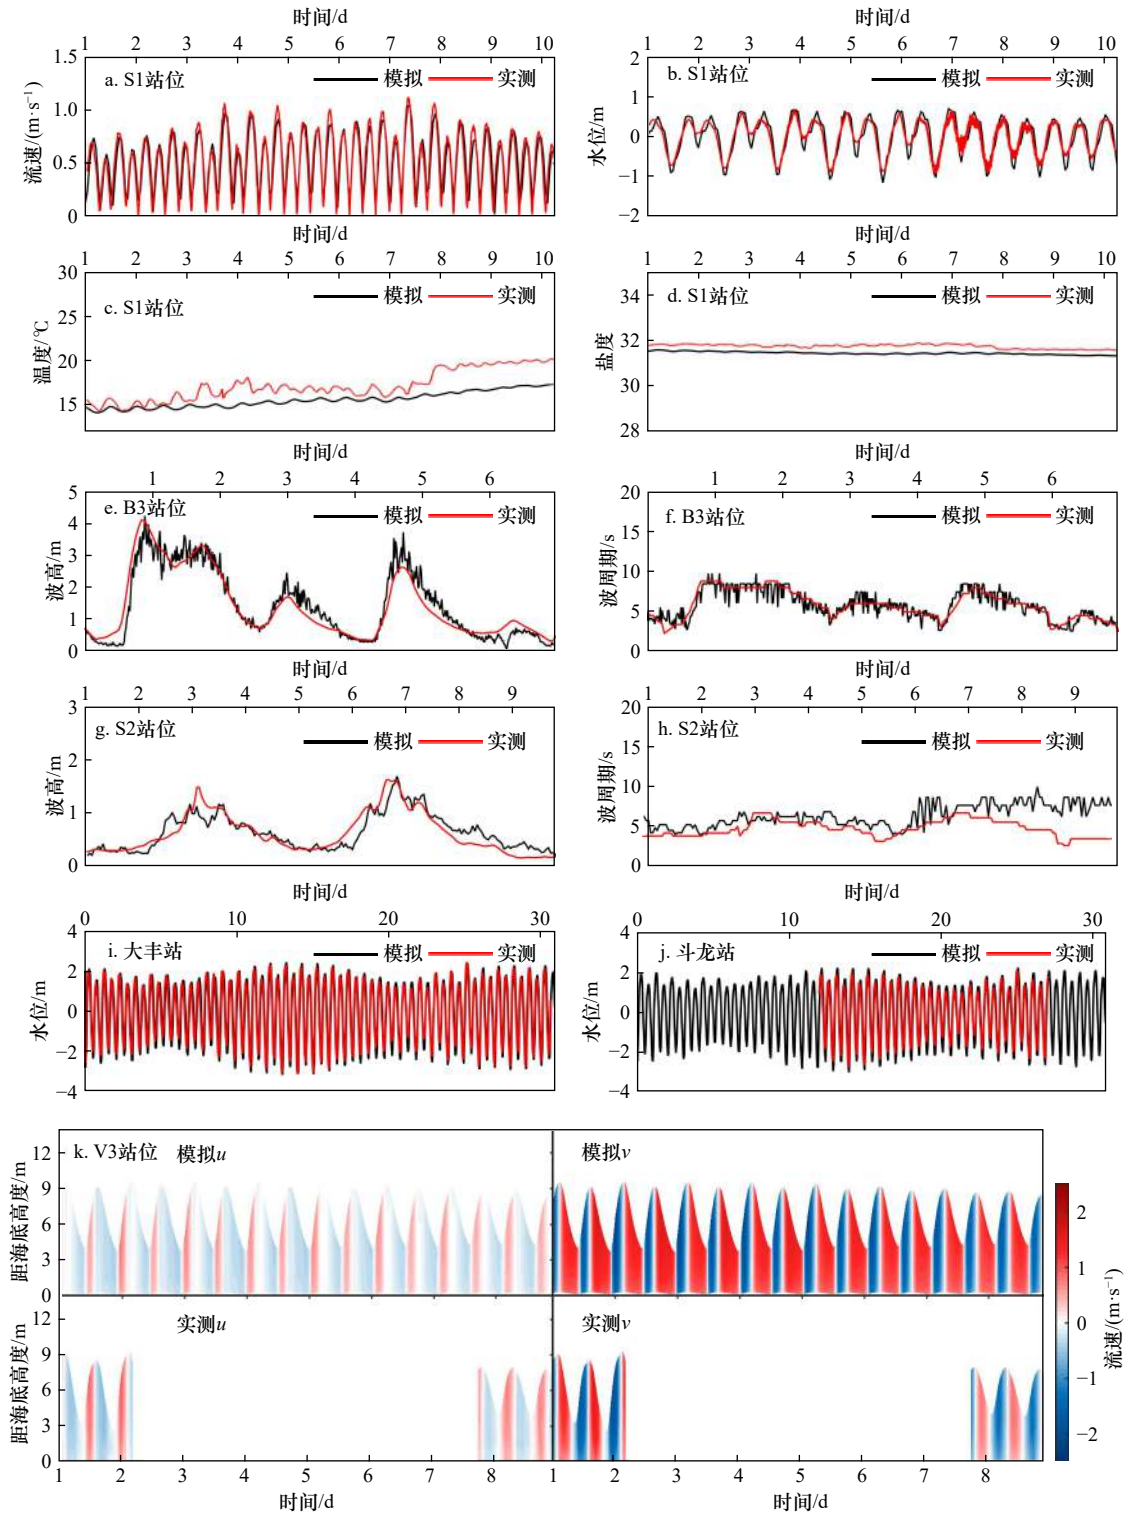 时间/d 时间/d
1 2 3 4 5 6 7 8 9 10 1 2 3 4 5 6 7 8 9 10
1.5 1.0 0.5 0 流速/(m·s⁻¹) a. S1站位 模拟 实测
2 1 0 −1 −2 水位/m b. S1站位 模拟 实测
时间/d 时间/d
1 2 3 4 5 6 7 8 9 10 1 2 3 4 5 6 7 8 9 10
30 25 20 15 温度/℃ c. S1站位 模拟 实测
34 32 30 28 盐度 d. S1站位 模拟 实测
时间/d 时间/d
1 2 3 4 5 6 1 2 3 4 5 6
5 4 3 2 1 0 波高/m e. B3站位 模拟 实测
20 15 10 5 0 波周期/s f. B3站位 模拟 实测
时间/d 时间/d
1 2 3 4 5 6 7 8 9 1 2 3 4 5 6 7 8 9
3 2 1 0 波高/m g. S2站位 模拟 实测
20 15 10 5 0 波周期/s h. S2站位 模拟 实测
时间/d 时间/d
0 10 20 30 0 10 20 30
4 2 0 −2 −4 水位/m i. 大丰站 模拟 实测
4 2 0 −2 −4 水位/m j. 斗龙站 模拟 实测
12 9 6 3 0 距海底高度/m k. V3站位 模拟u 模拟v
12 9 6 3 0 距海底高度/m 实测u 实测v
2 1 0 −1 −2 流速/(m·s⁻¹)
1 2 3 4 5 6 7 8 1 2 3 4 5 6 7 8
时间/d 时间/d